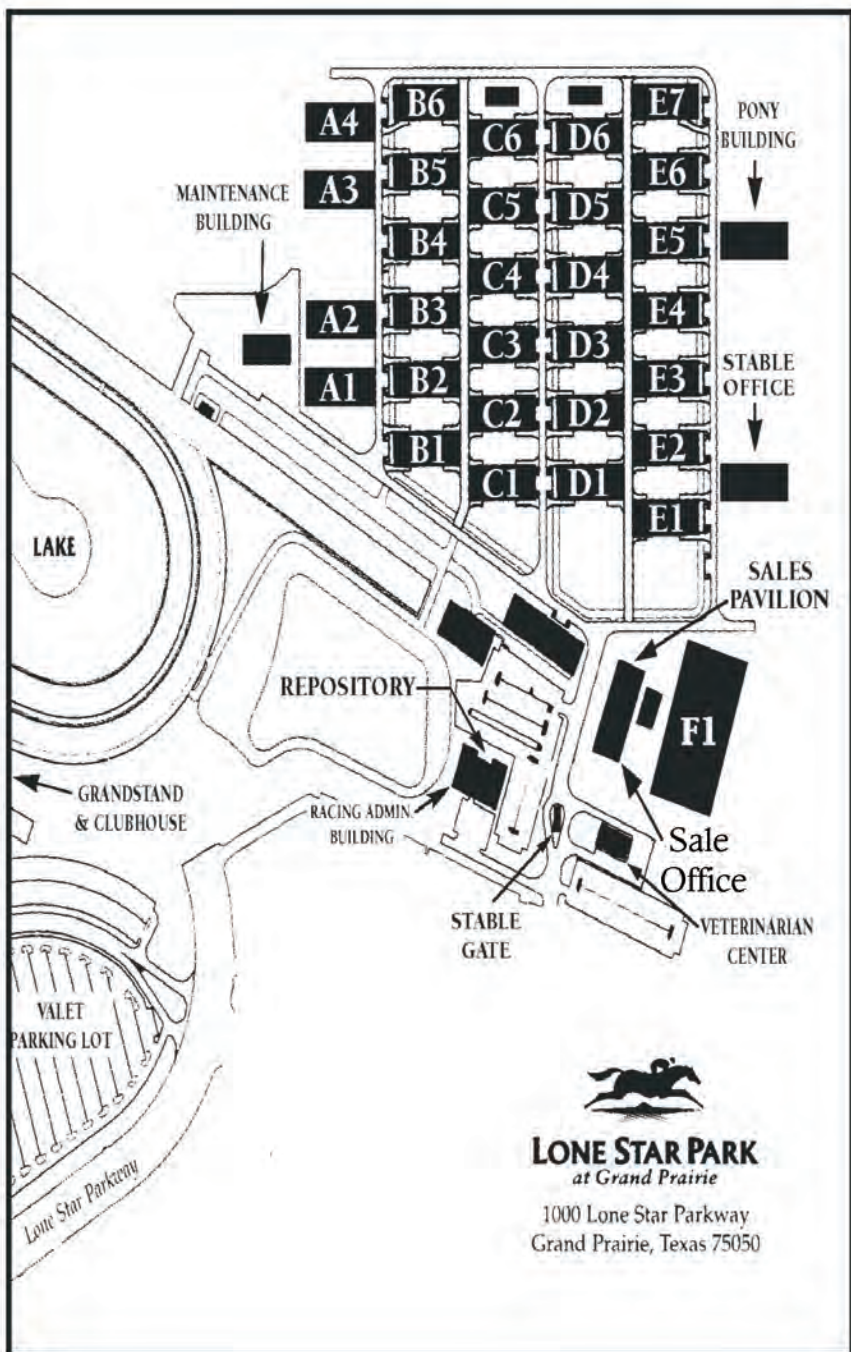 B6
E7
A4
C6
D6
PONY
BUILDING
B5
E6
A3
C5
D5
MAINTENANCE
BUILDING
B4
E5
C4
D4
A2
B3
E4
C3
D3
STABLE
OFFICE
A1
B2
E3
C2
D2
B1
E2
C1
D1
E1
LAKE
SALES
PAVILION
REPOSITORY
F1
GRANDSTAND
& CLUBHOUSE
RACING ADMIN.
BUILDING
Sale
Office
STABLE
GATE
VETERINARIAN
CENTER
VALET
PARKING LOT
Lone Star Parkway
LONE STAR PARK
at Grand Prairie
1000 Lone Star Parkway
Grand Prairie, Texas 75050